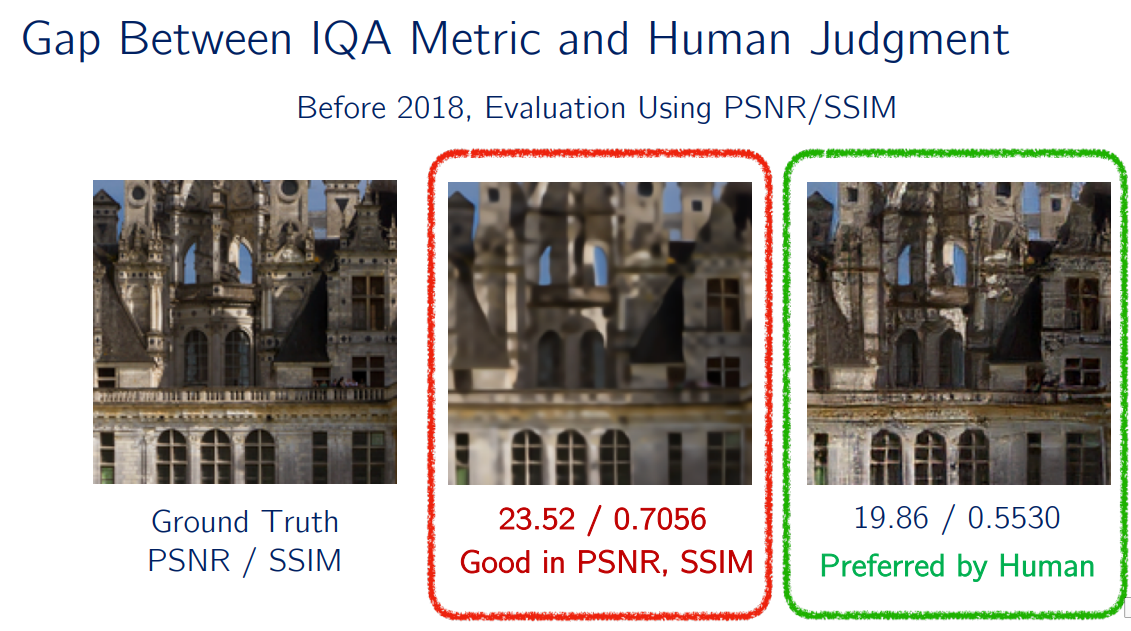 Gap Between IQA Metric and Human Judgment
Before 2018, Evaluation Using PSNR/SSIM
Ground Truth
PSNR / SSIM
23.52 / 0.7056
Good in PSNR, SSIM
19.86 / 0.5530
Preferred by Human